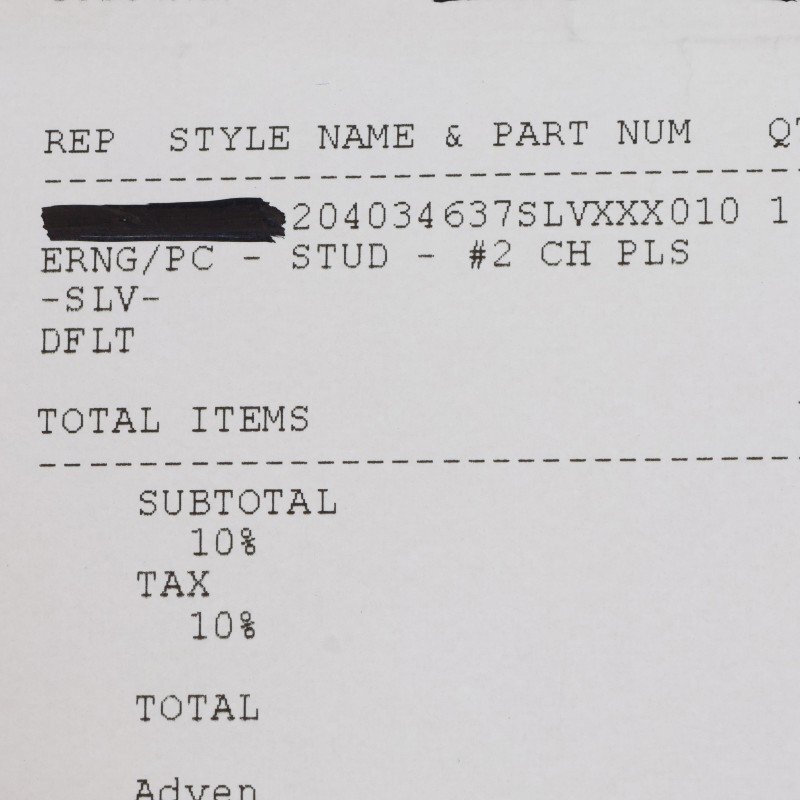 REP STYLE NAME & PART NUM
204034637SLVXXX010 1
ERNG/PC - STUD - #2 CH PLS
-SLV-
DFLT
TOTAL ITEMS
SUBTOTAL
10%
TAX
10%
TOTAL
Adven